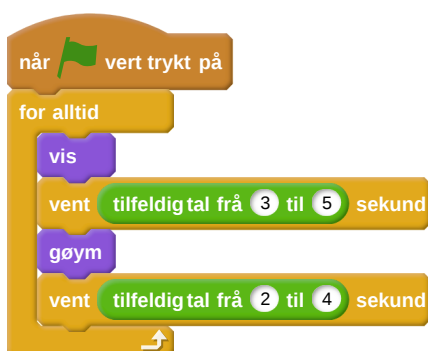 når vert trykt på
for alltid
vis
vent tilfeldig tal frå 3 til 5 sekund
gøym
vent tilfeldig tal frå 2 til 4 sekund